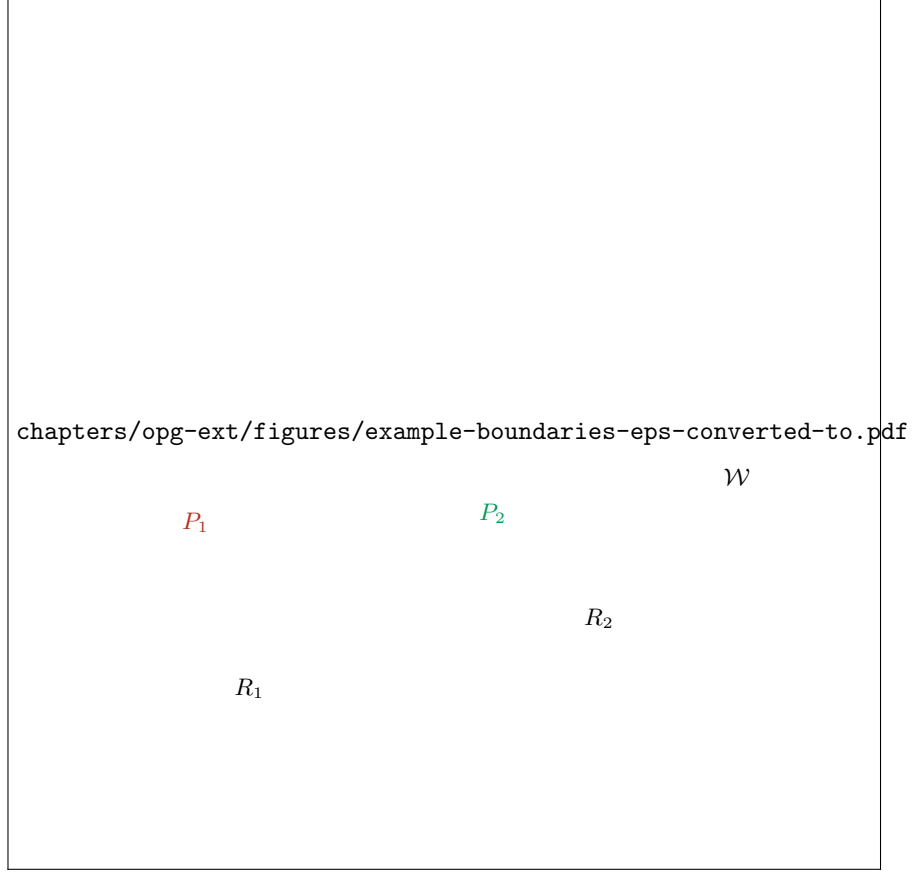 chapters/opg-ext/figures/example-boundaries-eps-converted-to.pdf
𝒲
P₁
P₂
R₂
R₁